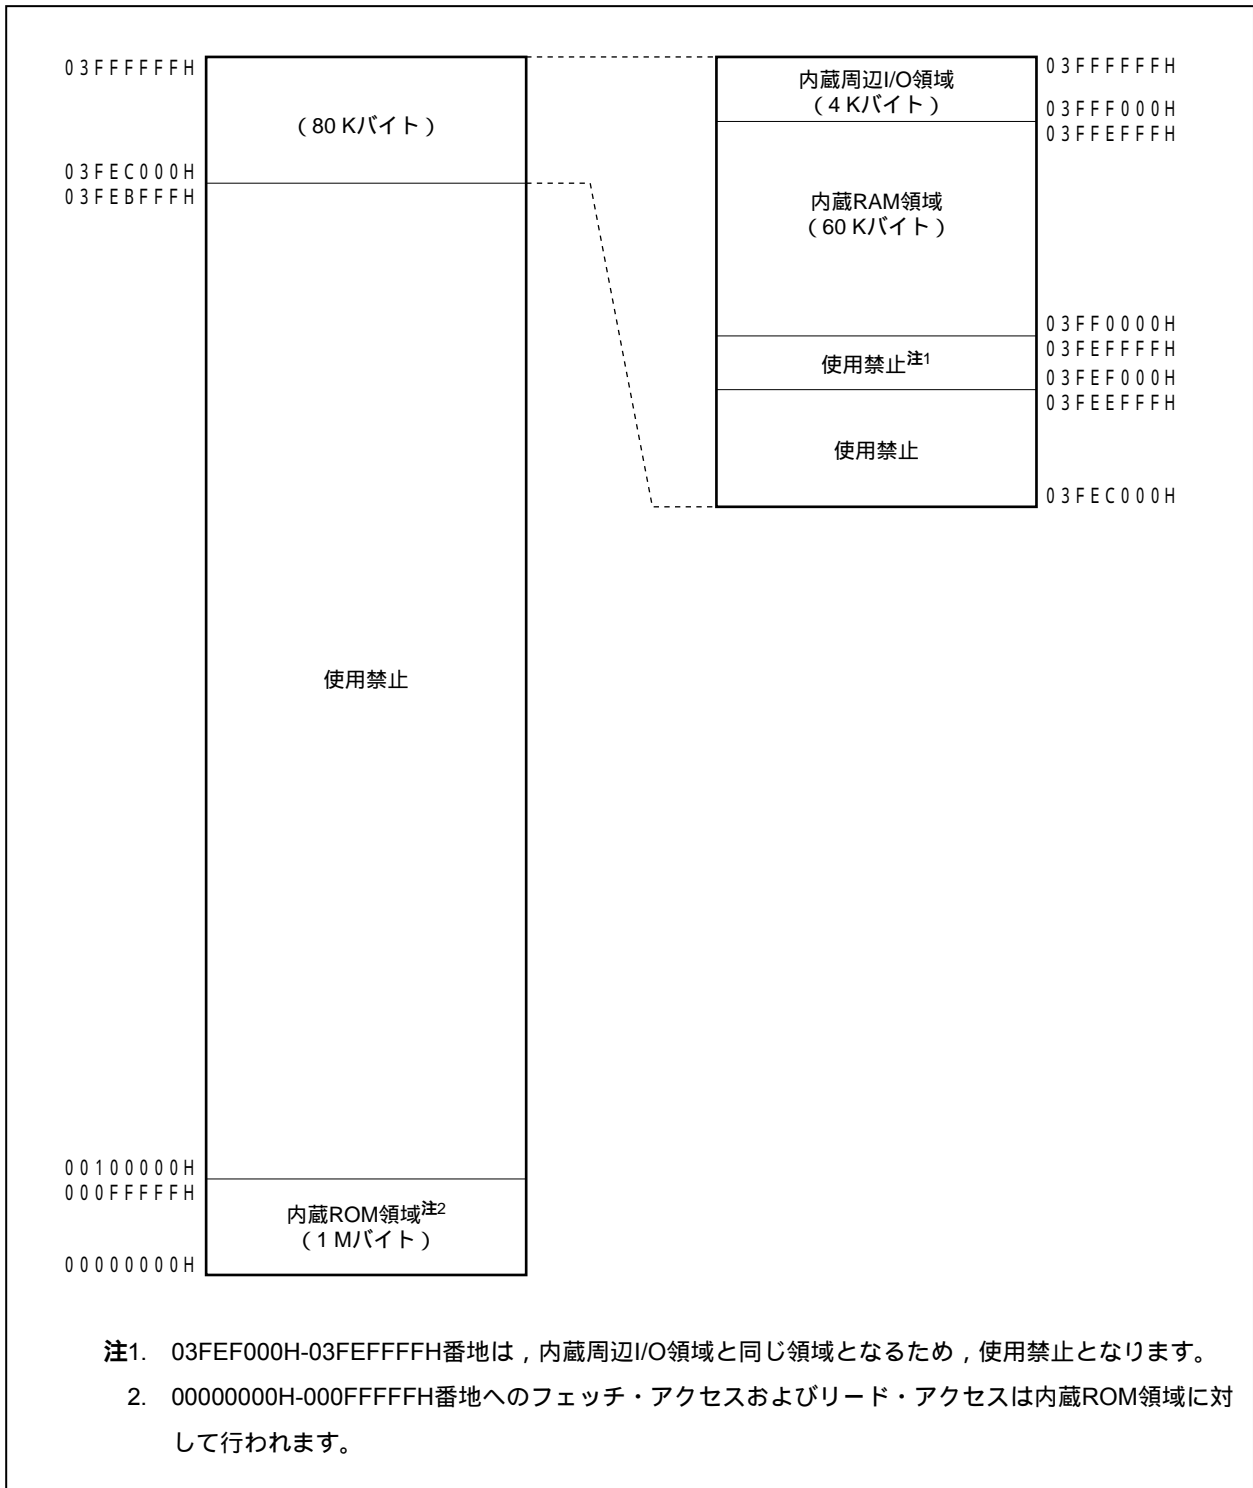 03FFFFFFH
(80 Kバイト)
03FEC000H
03FEBFFFH
使用禁止
00100000H
000FFFFFH
内蔵ROM領域注2
(1 Mバイト)
00000000H
内蔵周辺I/O領域
(4 Kバイト)
03FFFFFFH
03FFF000H
03FFEFFFH
内蔵RAM領域
(60 Kバイト)
03FF0000H
03FEFFFFH
使用禁止注1
03FEF000H
03FEEFFFH
使用禁止
03FEC000H
注1. 03FEF000H-03FEFFFFH番地は，内蔵周辺I/O領域と同じ領域となるため，使用禁止となります。
2. 00000000H-000FFFFFH番地へのフェッチ・アクセスおよびリード・アクセスは内蔵ROM領域に対
して行われます。